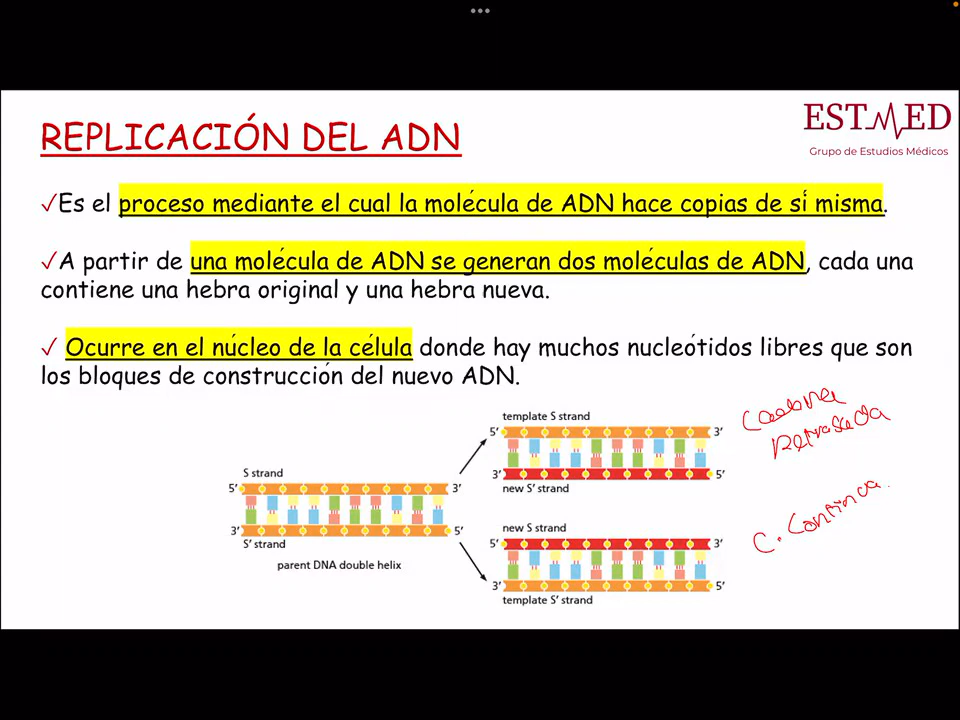 REPLICACIÓN DEL ADN
ESTMED
Grupo de Estudios Médicos
✓Es el proceso mediante el cual la molécula de ADN hace copias de sí misma.
✓A partir de una molécula de ADN se generan dos moléculas de ADN, cada una
contiene una hebra original y una hebra nueva.
✓ Ocurre en el núcleo de la célula donde hay muchos nucleótidos libres que son
los bloques de construcción del nuevo ADN.
template S strand
5′ 3′
3′ 5′
new S′ strand
S strand
5′ 3′
3′ 5′
S′ strand
parent DNA double helix
new S strand
5′ 3′
3′ 5′
template S′ strand
retrasada
C. Continua.